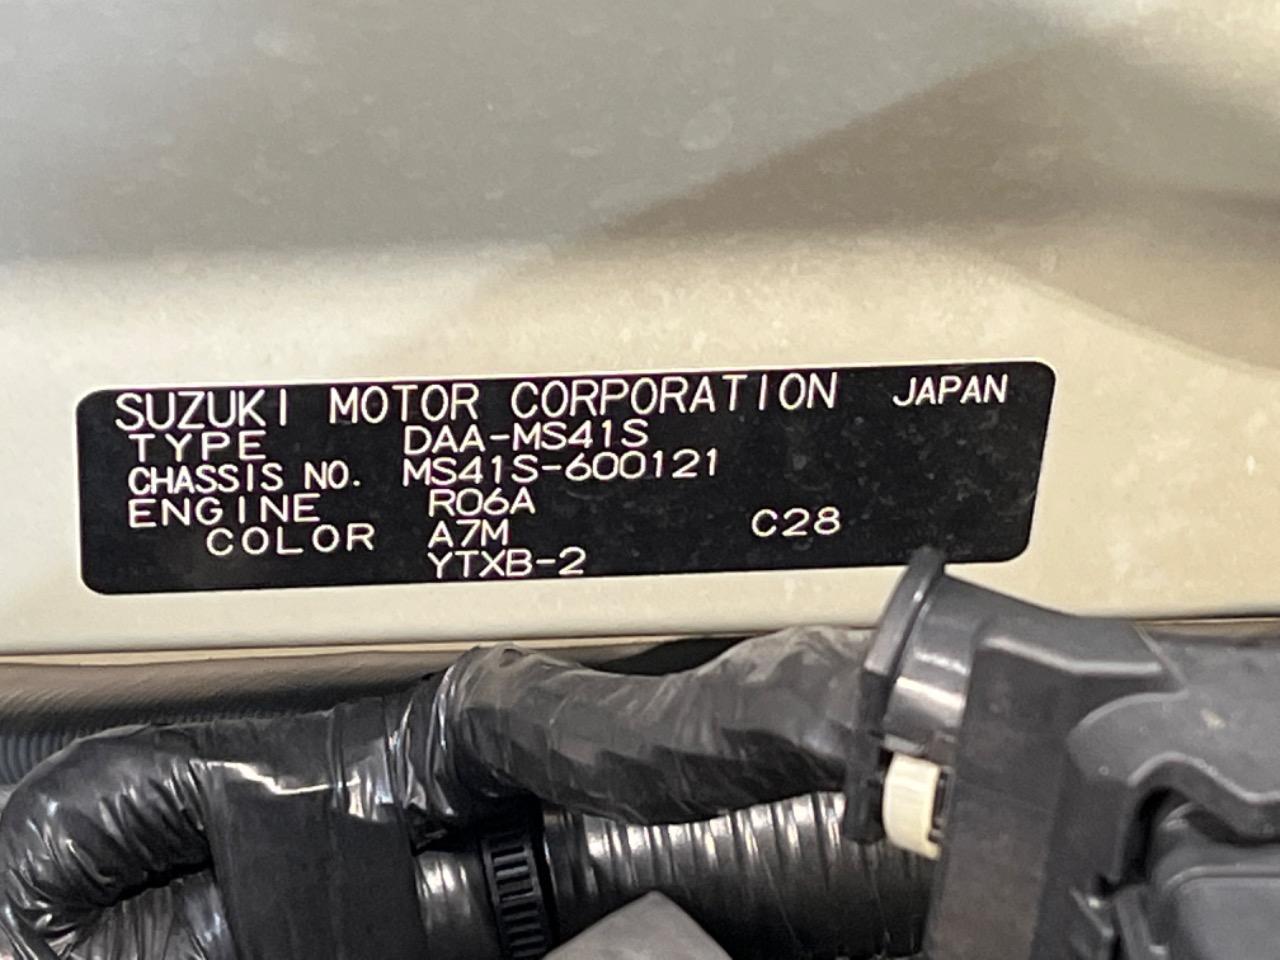 SUZUKI MOTOR CORPORATION JAPAN
TYPE DAA-MS41S
CHASSIS NO. MS41S-600121
ENGINE R06A
COLOR A7M C28
YTXB-2